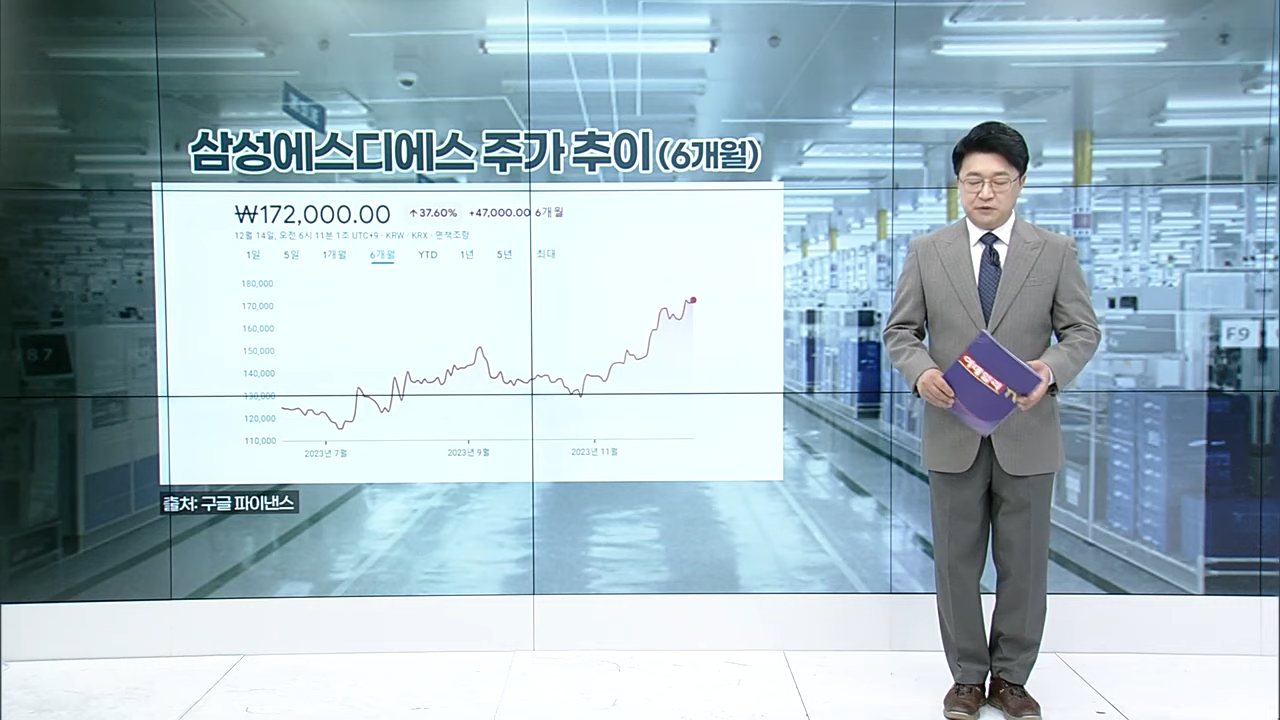 삼성에스디에스 주가 추이 (6개월)
₩172,000.00 ↑37.60% +47,000.00 6개월
12월 14일, 오전 6시 11분 1초 UTC+9 · KRW · KRX · 면책조항
1일 5일 1개월 6개월 YTD 1년 5년 최대
180,000
170,000
160,000
150,000
140,000
130,000
120,000
110,000
2023년 7월 2023년 9월 2023년 11월
출처: 구글 파이낸스
F9
8 7